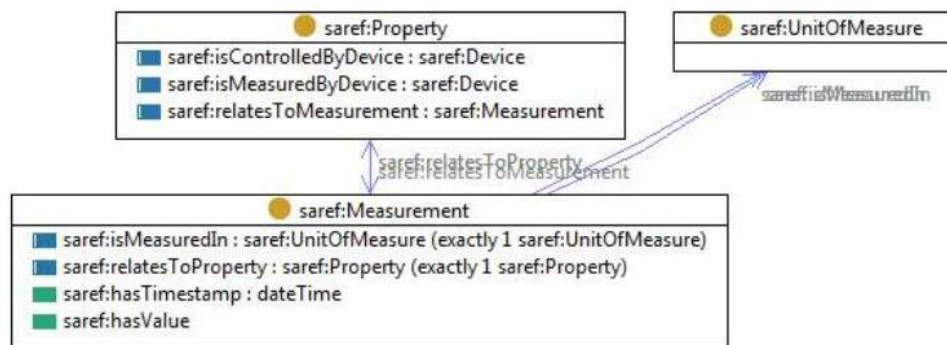 saref:Property
saref:isControlledByDevice : saref:Device
saref:isMeasuredByDevice : saref:Device
saref:relatesToMeasurement : saref:Measurement
saref:UnitOfMeasure
saref:isMeasuredIn
saref:relatesToProperty
saref:relatesToMeasurement
saref:Measurement
saref:isMeasuredIn : saref:UnitOfMeasure (exactly 1 saref:UnitOfMeasure)
saref:relatesToProperty : saref:Property (exactly 1 saref:Property)
saref:hasTimestamp : dateTime
saref:hasValue